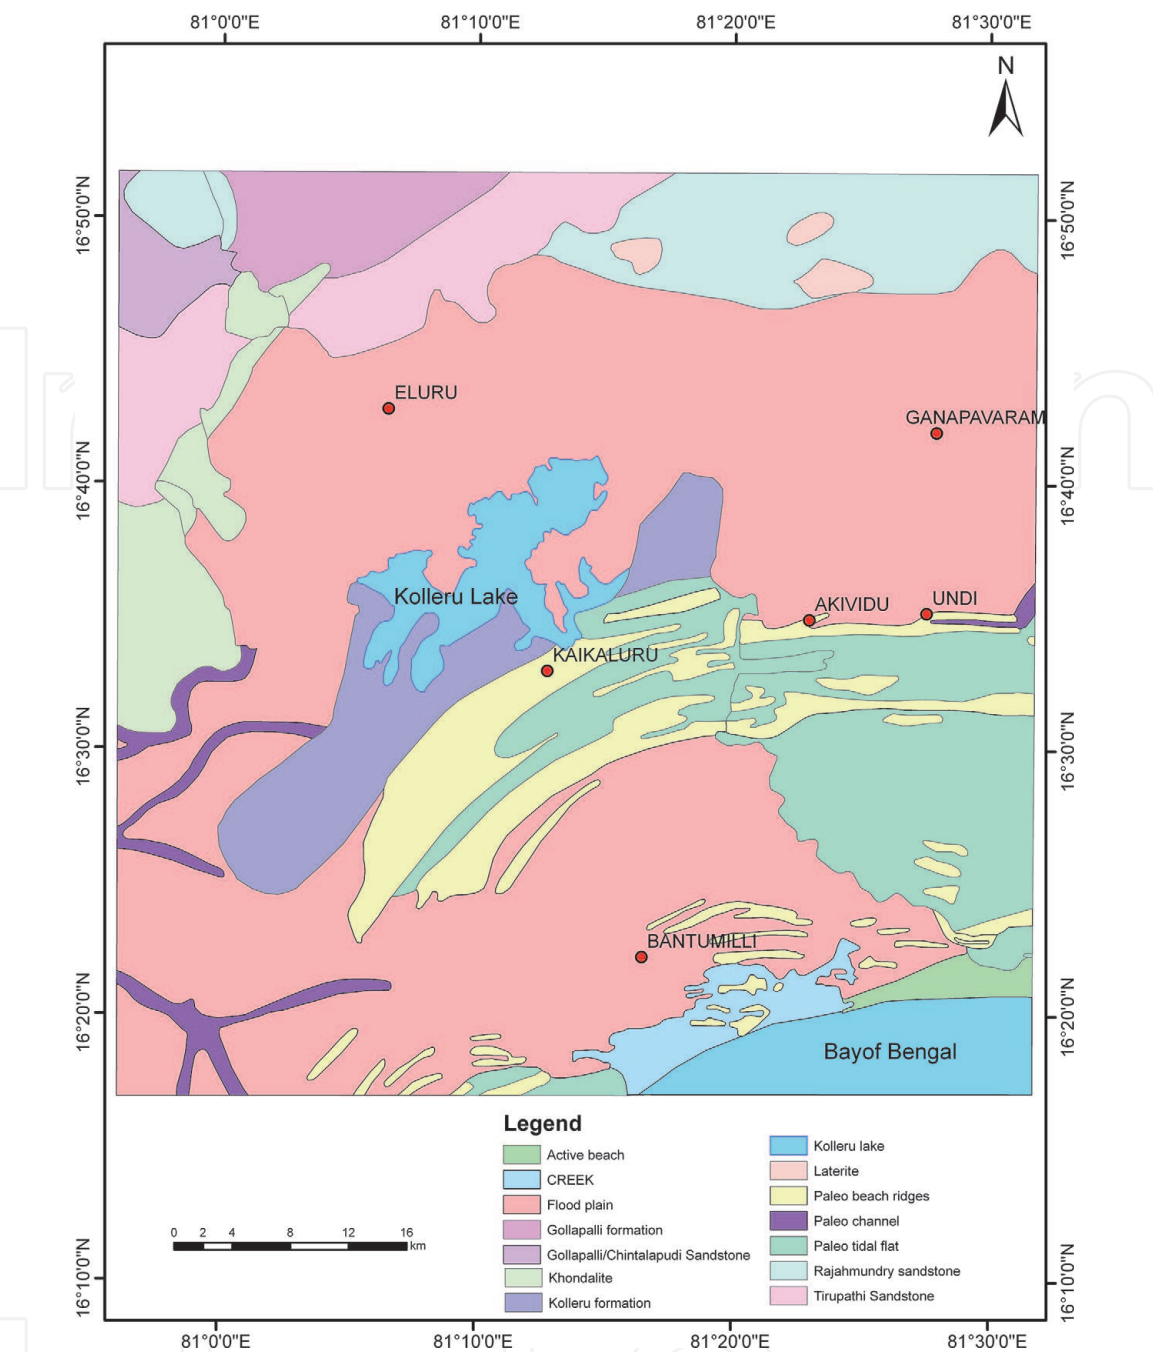 81°0'0"E 81°10'0"E 81°20'0"E 81°30'0"E
N
16°50'0"N 16°50'0"N
ELURU
GANAPAVARAM
16°40'0"N 16°40'0"N
Kolleru Lake
AKIVIDU UNDI
KAIKALURU
16°30'0"N 16°30'0"N
BANTUMILLI
16°20'0"N 16°20'0"N
Bayof Bengal
Legend
Active beach
CREEK
Flood plain
Gollapalli formation
Gollapalli/Chintalapudi Sandstone
Khondalite
Kolleru formation
Kolleru lake
Laterite
Paleo beach ridges
Paleo channel
Paleo tidal flat
Rajahmundry sandstone
Tirupathi Sandstone
0 2 4 8 12 16
km
16°10'0"N 16°10'0"N
81°0'0"E 81°10'0"E 81°20'0"E 81°30'0"E